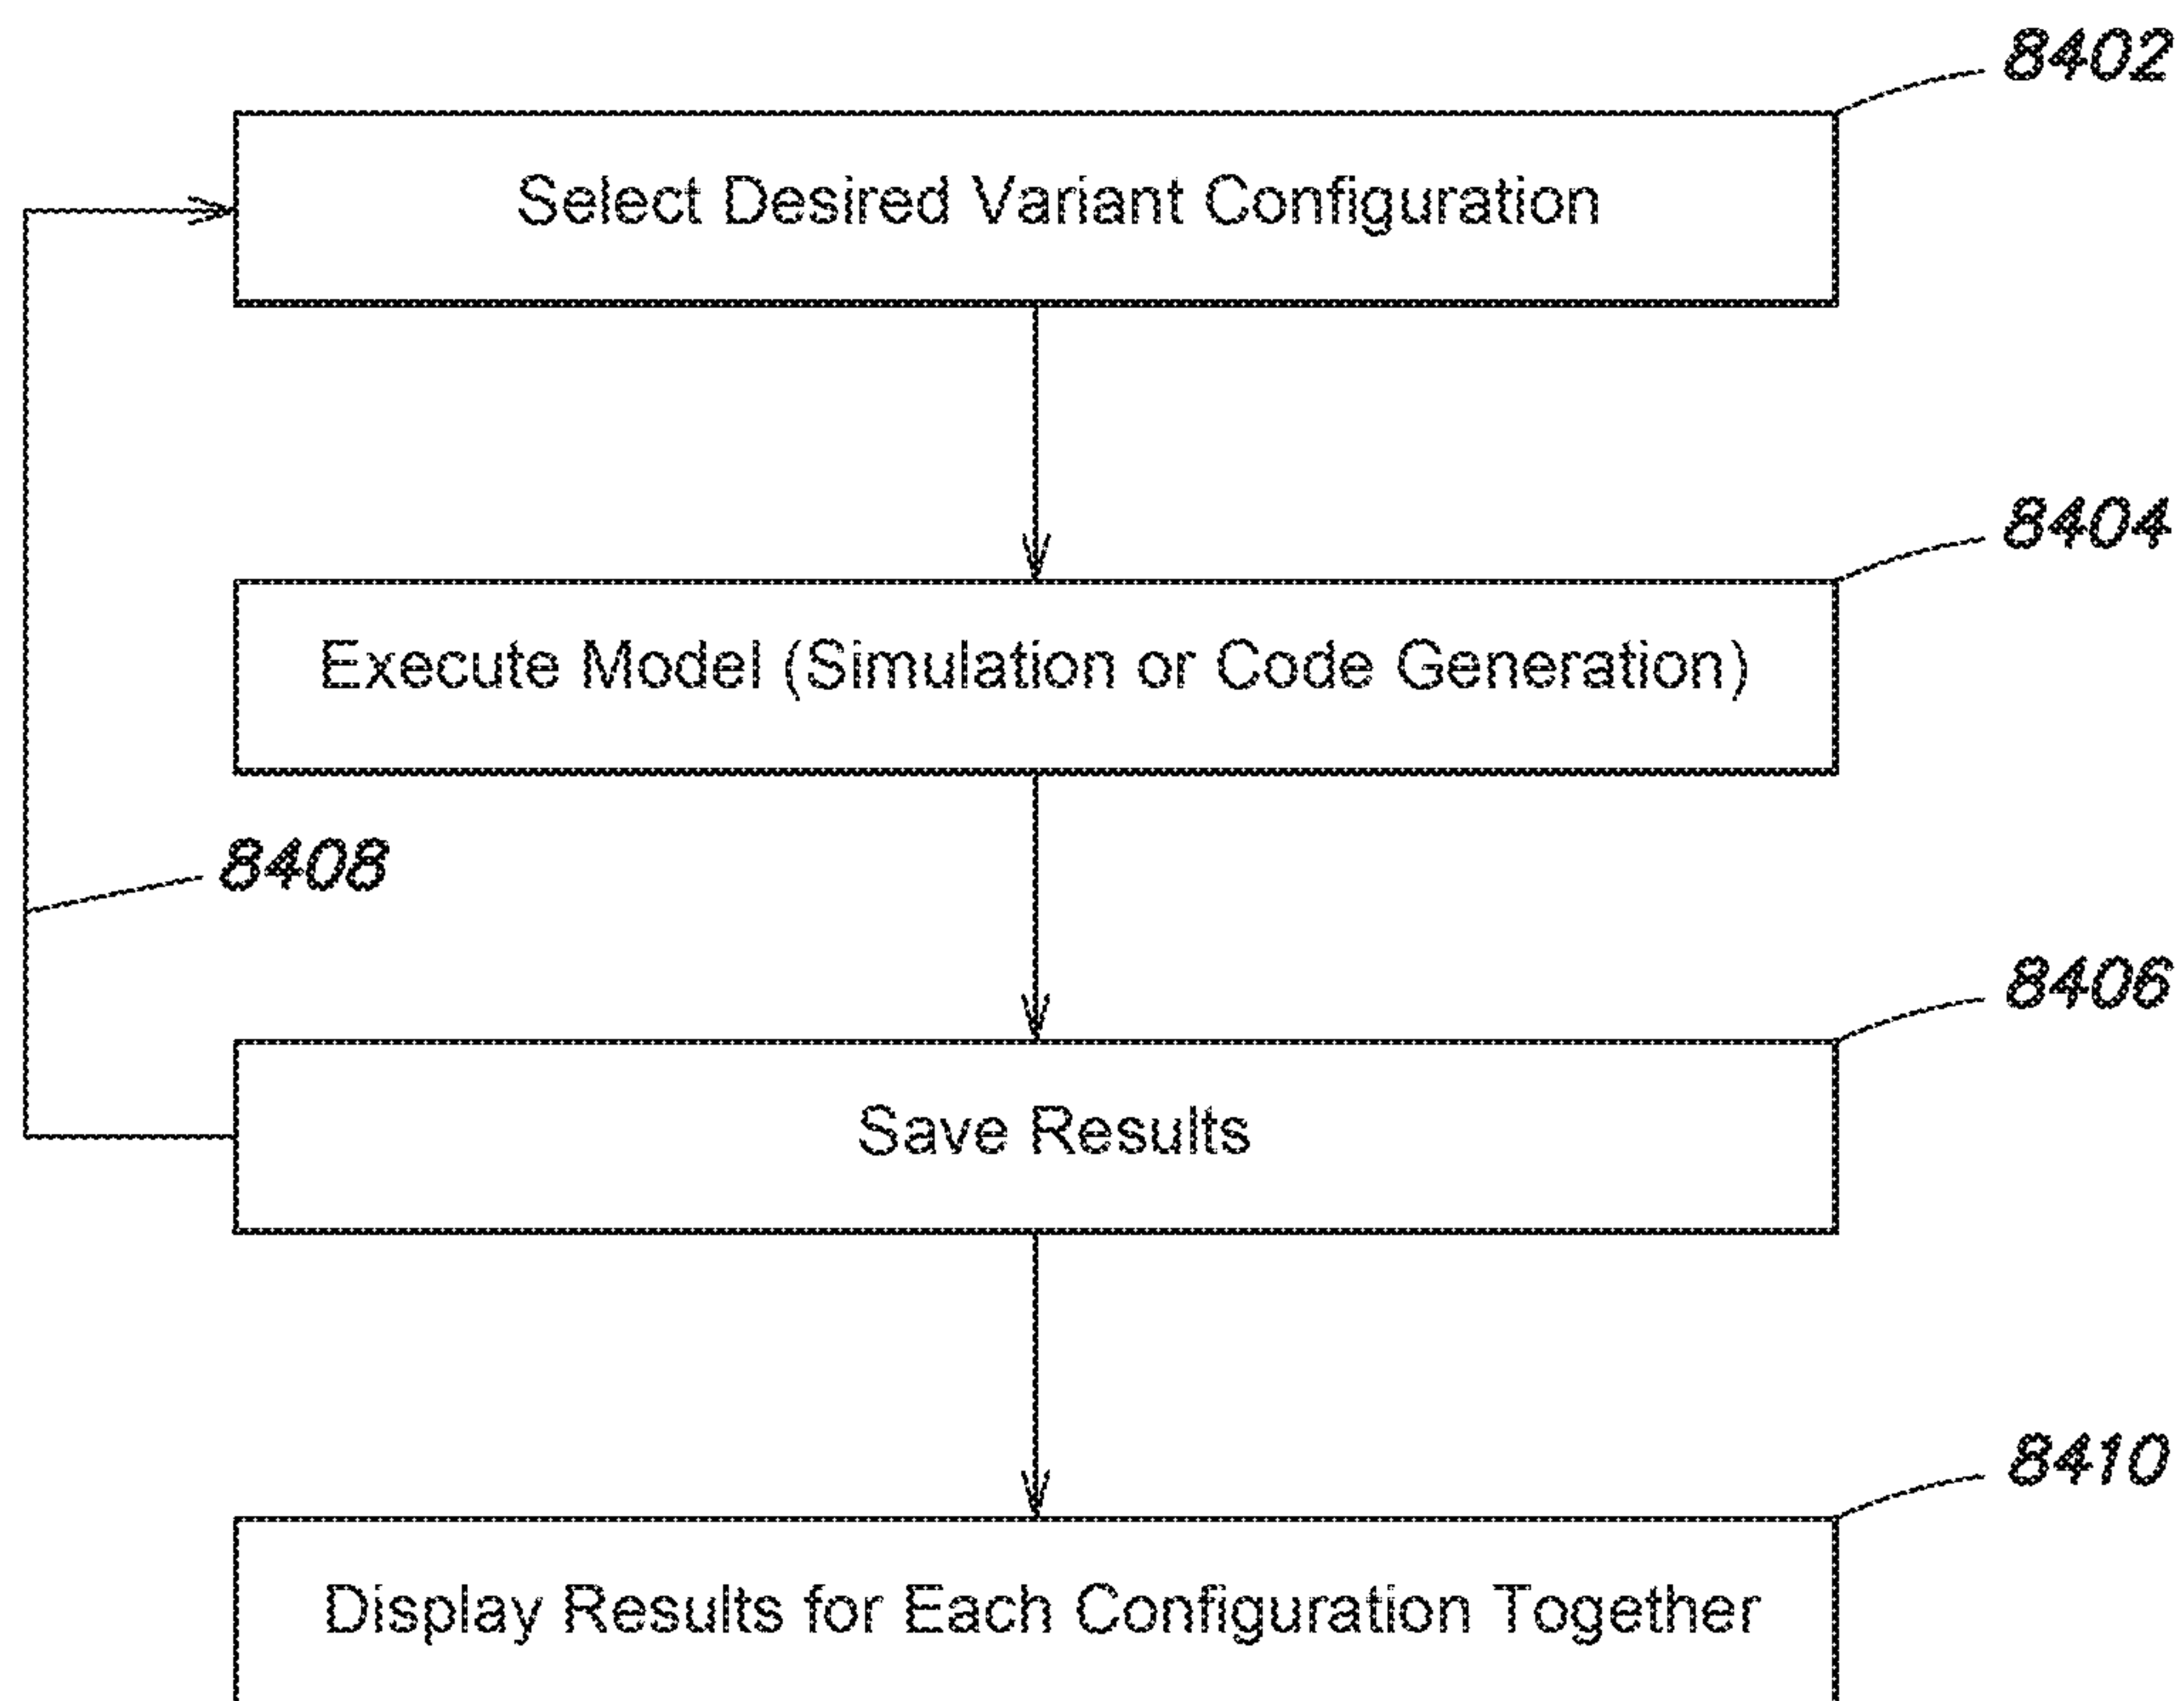 8402
Select Desired Variant Configuration
8404
Execute Model (Simulation or Code Generation)
8408
8406
Save Results
8410
Display Results for Each Configuration Together